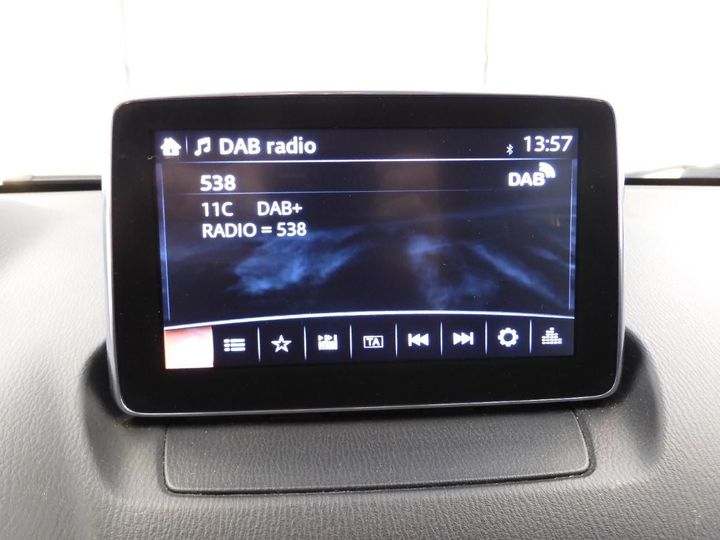 DAB radio 13:57
538 DAB
11C DAB+
RADIO = 538
TA